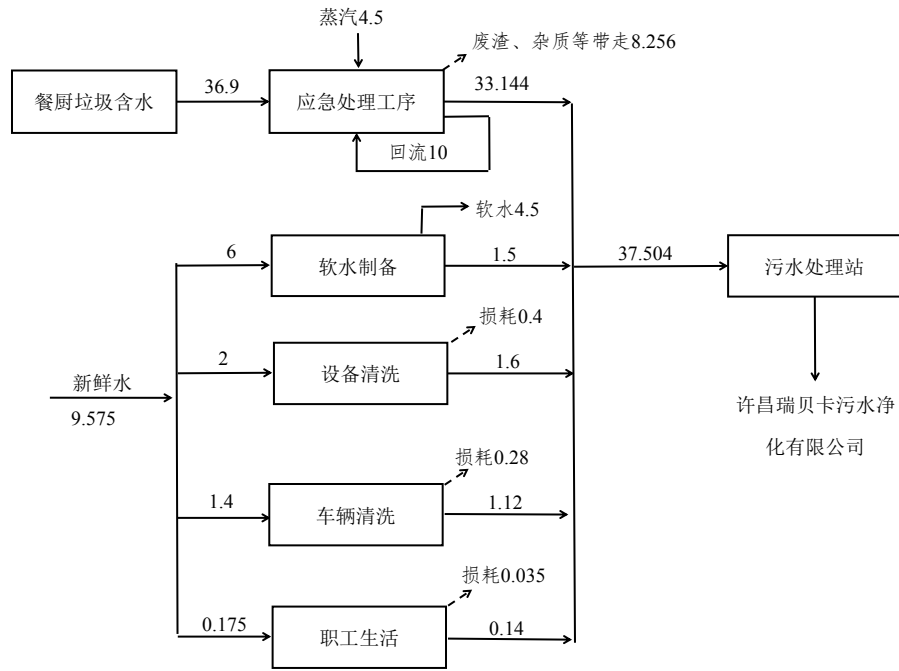 蒸汽4.5
废渣、杂质等带走8.256
餐厨垃圾含水
36.9
应急处理工序
33.144
回流10
软水4.5
6
软水制备
1.5
37.504
污水处理站
损耗0.4
2
设备清洗
1.6
新鲜水
9.575
许昌瑞贝卡污水净
化有限公司
损耗0.28
1.4
车辆清洗
1.12
损耗0.035
0.175
职工生活
0.14